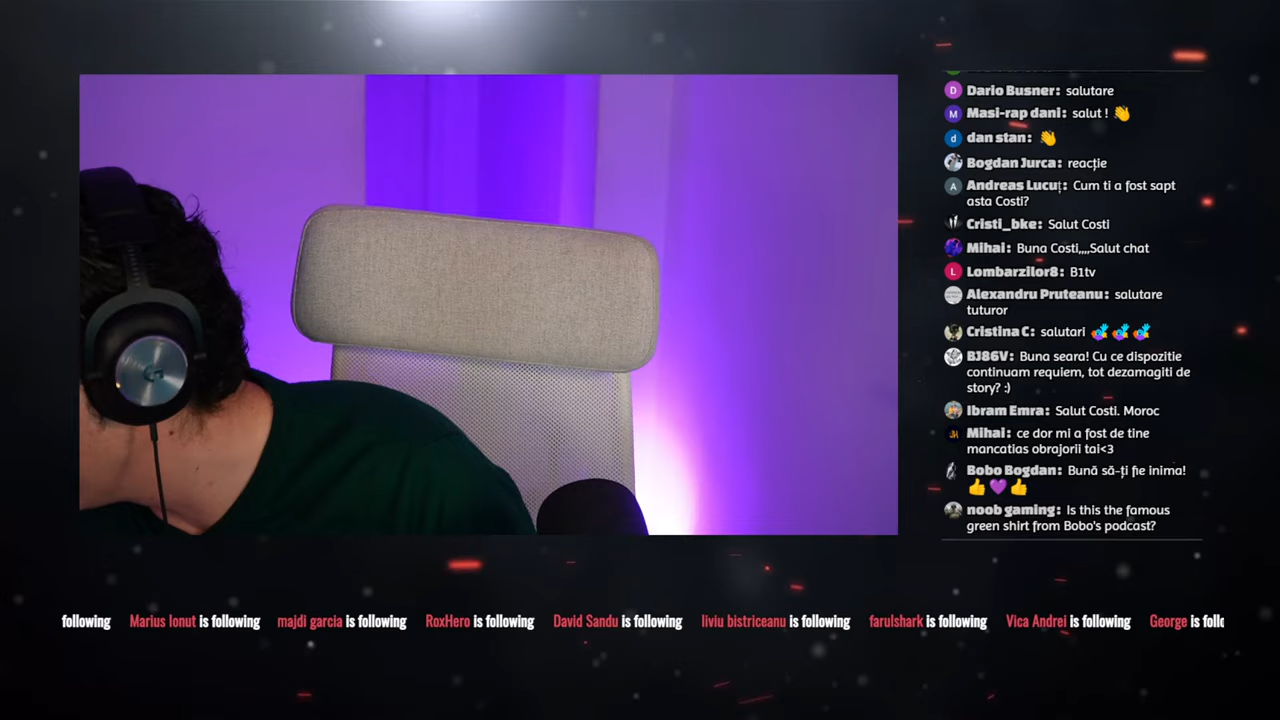 D Dario Busner: salutare
M Masi-rap dani: salut ! 👋
d dan stan: 👋
Bogdan Jurca: reacție
A Andreas Lucuț: Cum ti a fost sapt
asta Costi?
Cristi_bke: Salut Costi
Mihai: Buna Costi,,,,Salut chat
L Lombarzilor8: B1tv
Alexandru Pruteanu: salutare
tuturor
Cristina C: salutari
BJ86V: Buna seara! Cu ce dispozitie
continuam requiem, tot dezamagiti de
story? :)
Ibram Emra: Salut Costi. Moroc
Mihai: ce dor mi a fost de tine
mancatias obrajorii tai<3
Bobo Bogdan: Bună să-ți fie inima!
👍💜👍
noob gaming: Is this the famous
green shirt from Bobo's podcast?
following Marius Ionut is following majdi garcia is following RoxHero is following David Sandu is following liviu bistriceanu is following farulshark is following Vica Andrei is following George is follo